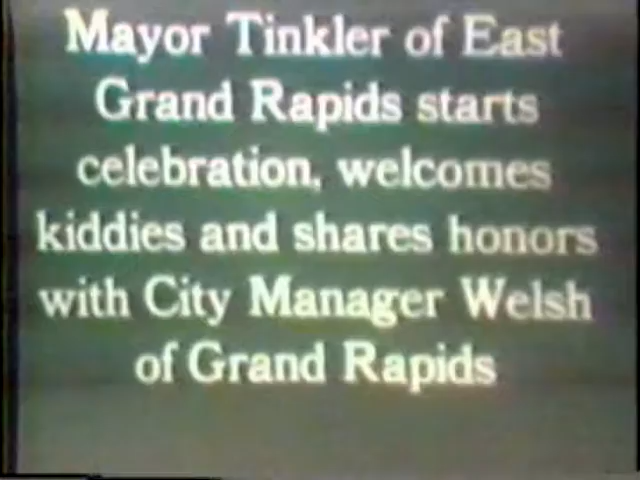 Mayor Tinkler of East
Grand Rapids starts
celebration, welcomes
kiddies and shares honors
with City Manager Welsh
of Grand Rapids